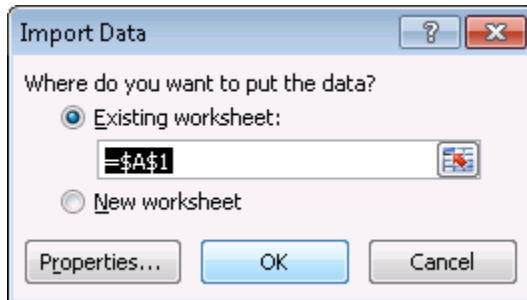 Import Data
Where do you want to put the data?
Existing worksheet:
=$A$1
New worksheet
Properties... OK Cancel